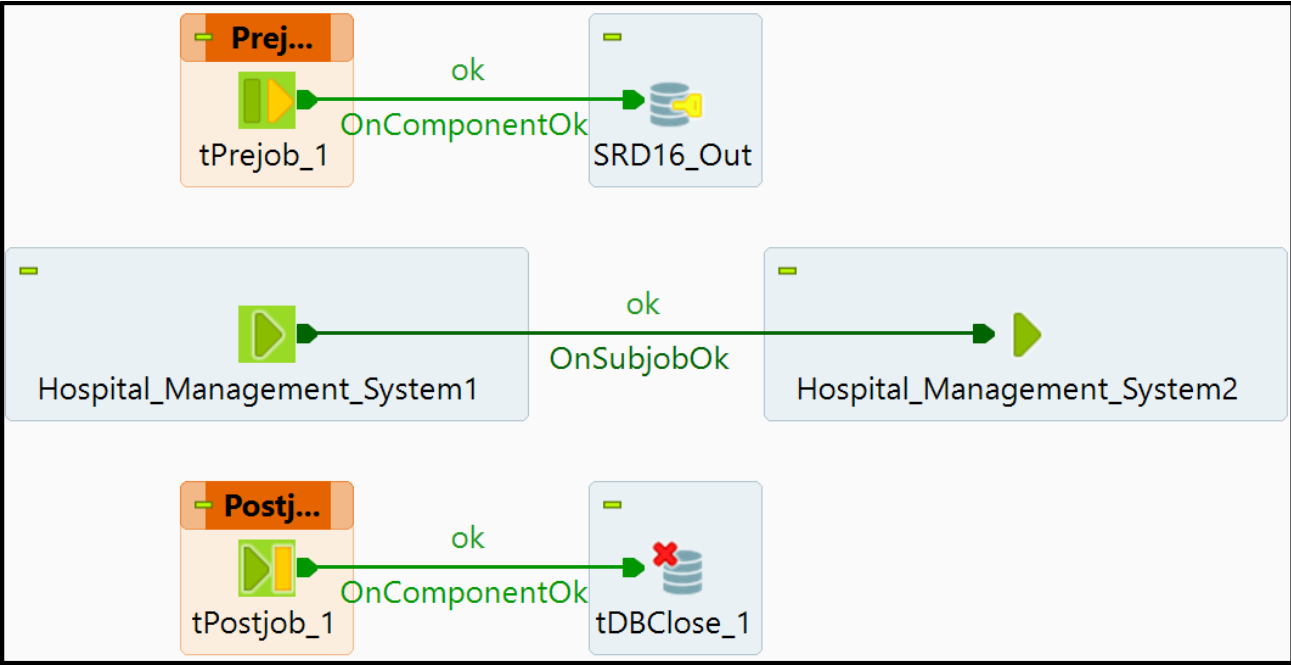 Prej...
ok
OnComponentOk
tPrejob_1
SRD16_Out
ok
OnSubjobOk
Hospital_Management_System1
Hospital_Management_System2
Postj...
ok
OnComponentOk
tPostjob_1
tDBClose_1